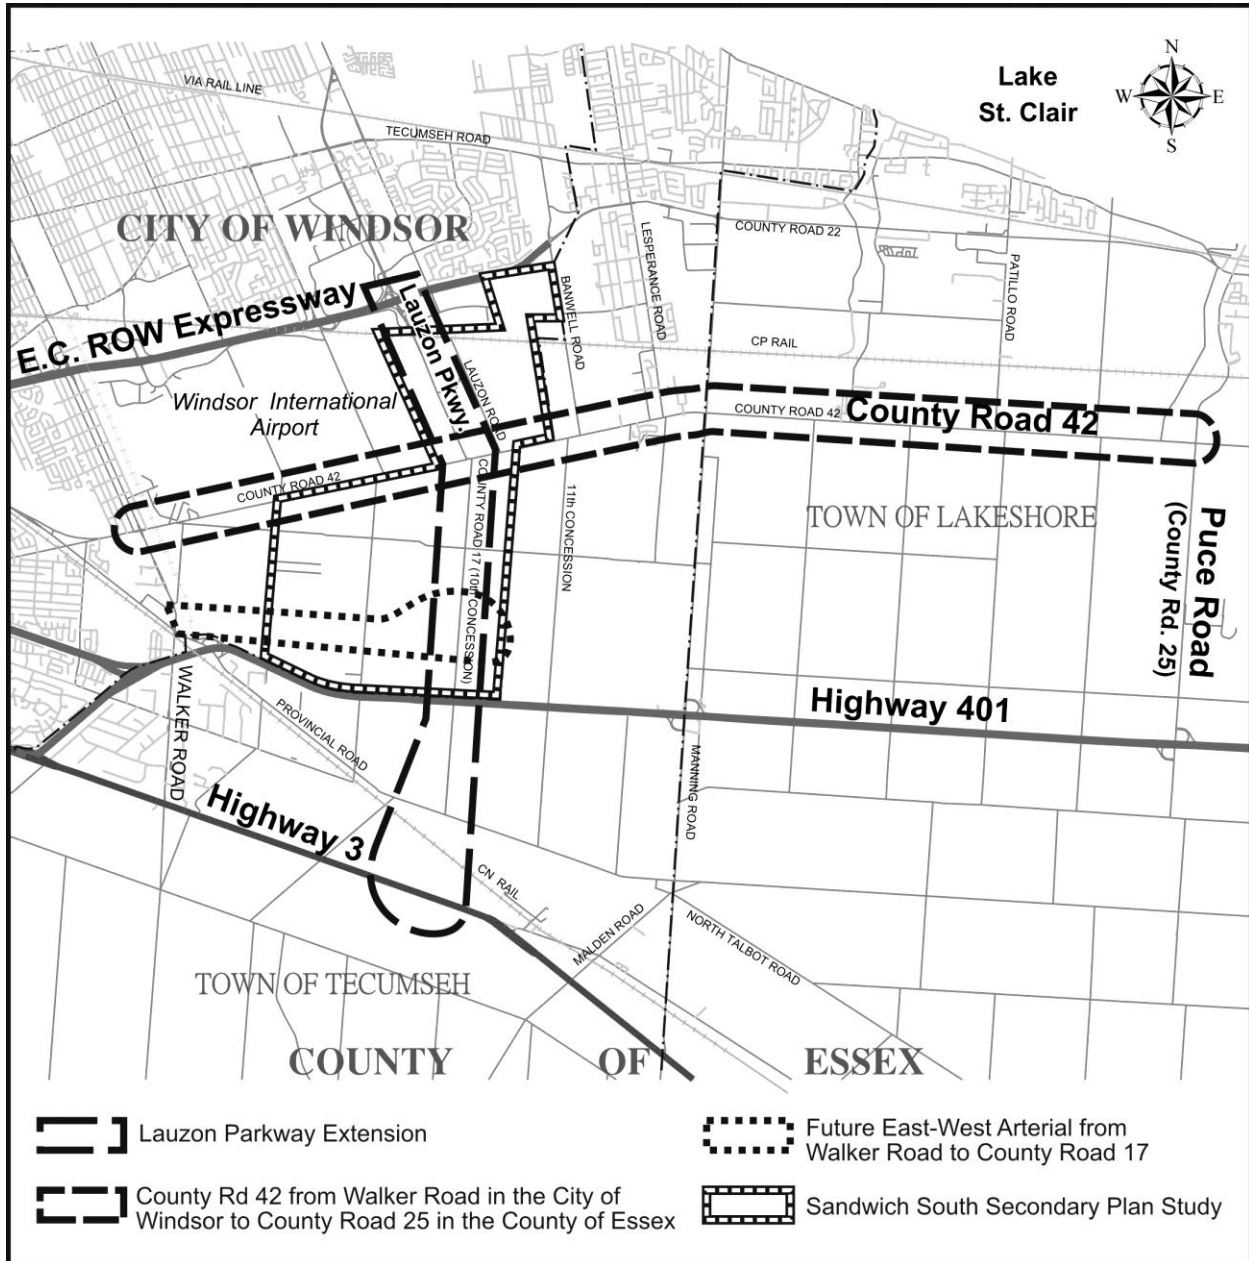 Lake
St. Clair
N
W
E
S
VIA RAIL LINE
TECUMSEH ROAD
CITY OF WINDSOR
COUNTY ROAD 22
LESPERANCE ROAD
PATILLO ROAD
BANWELL ROAD
E.C. ROW Expressway
Lauzon Pkwy.
LAUZON ROAD
CP RAIL
Windsor International
Airport
COUNTY ROAD 42
County Road 42
COUNTY ROAD 42
COUNTY ROAD 17 (10th CONCESSION)
11th CONCESSION
TOWN OF LAKESHORE
Puce Road
(County Rd. 25)
WALKER ROAD
PROVINCIAL ROAD
Highway 401
MANNING ROAD
Highway 3
CN RAIL
MALDEN ROAD
NORTH TALBOT ROAD
TOWN OF TECUMSEH
COUNTY OF ESSEX
Lauzon Parkway Extension
County Rd 42 from Walker Road in the City of
Windsor to County Road 25 in the County of Essex
Future East-West Arterial from
Walker Road to County Road 17
Sandwich South Secondary Plan Study